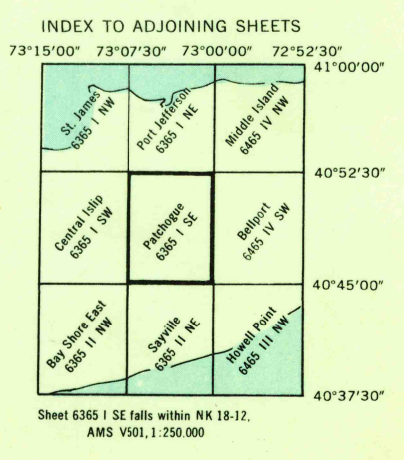 INDEX TO ADJOINING SHEETS
73°15'00" 73°07'30" 73°00'00" 72°52'30"
41°00'00"
St. James
6365 I NW
Port Jefferson
6365 I NE
Middle Island
6465 IV NW
40°52'30"
Central Islip
6365 I SW
Patchogue
6365 I SE
Bellport
6465 IV SW
40°45'00"
Bay Shore East
6365 II NW
Sayville
6365 II NE
Howell Point
6465 III NW
40°37'30"
Sheet 6365 I SE falls within NK 18-12,
AMS V501, 1:250,000